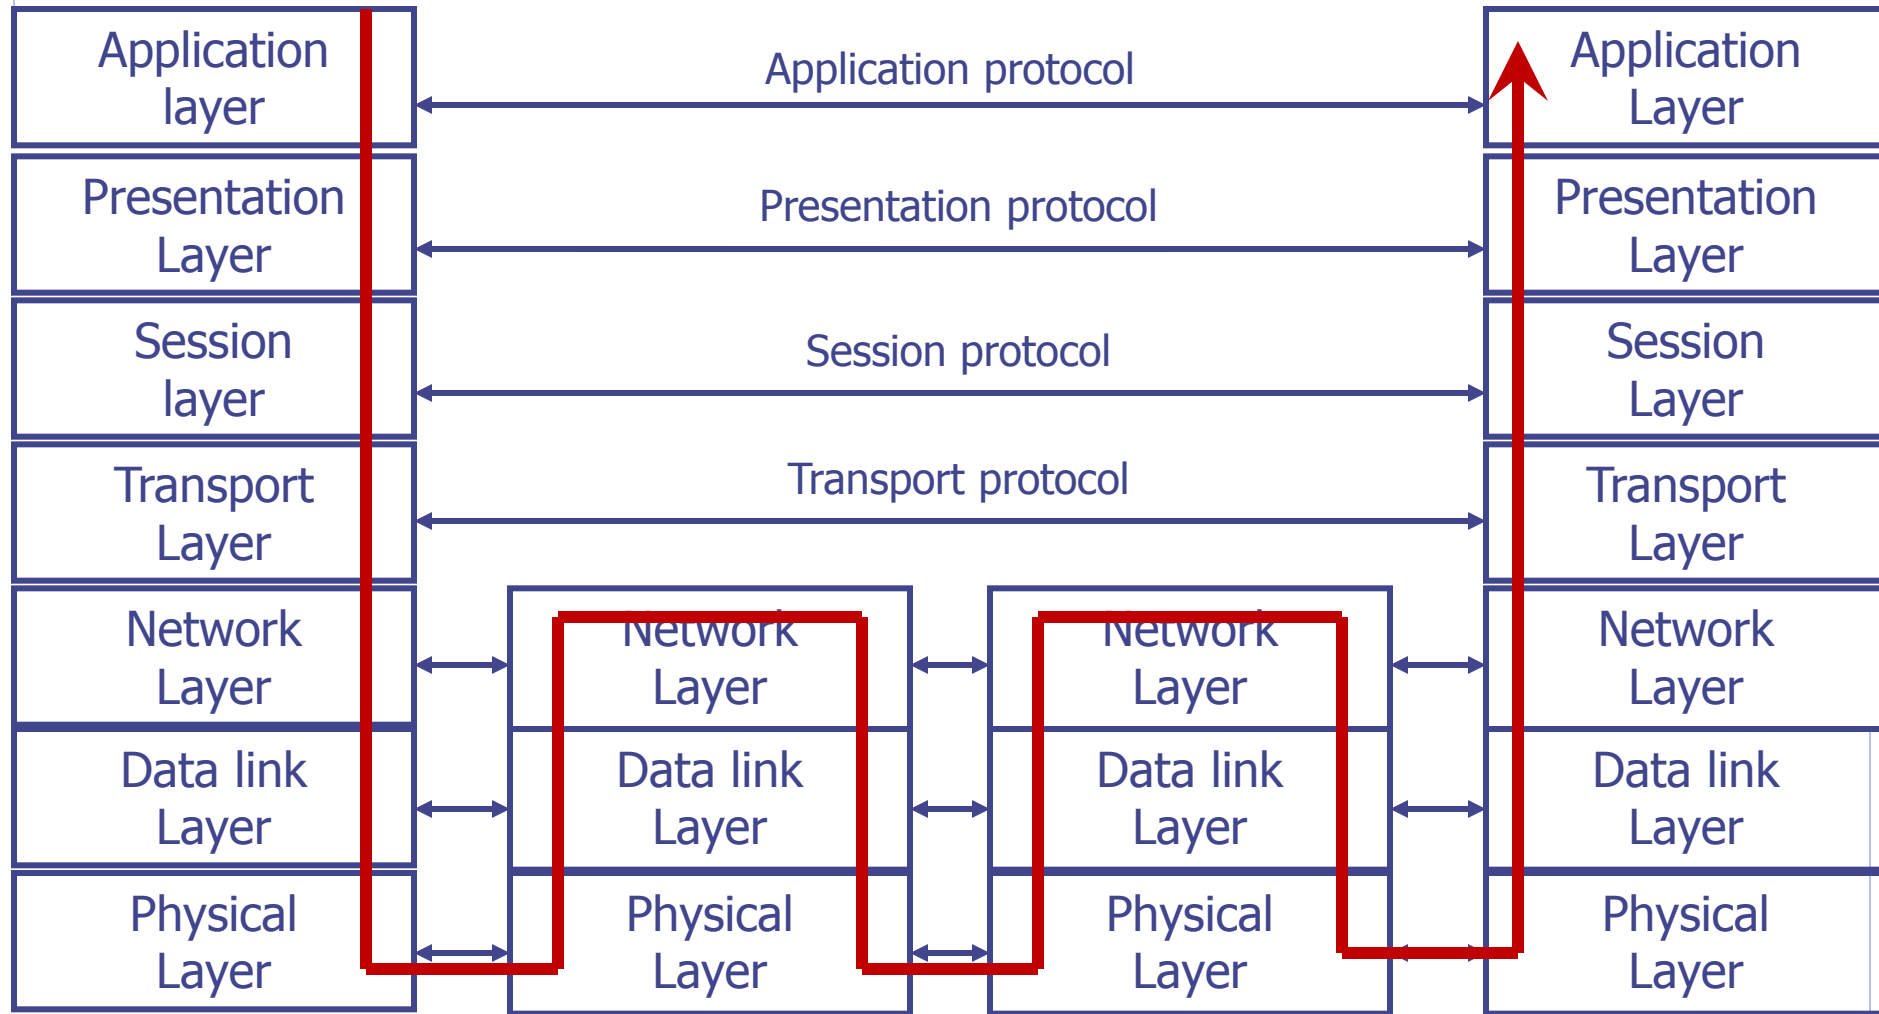 Application
layer
Application protocol
Application
Layer
Presentation
Layer
Presentation protocol
Presentation
Layer
Session
layer
Session protocol
Session
Layer
Transport
Layer
Transport protocol
Transport
Layer
Network
Layer
Network
Layer
Network
Layer
Network
Layer
Data link
Layer
Data link
Layer
Data link
Layer
Data link
Layer
Physical
Layer
Physical
Layer
Physical
Layer
Physical
Layer